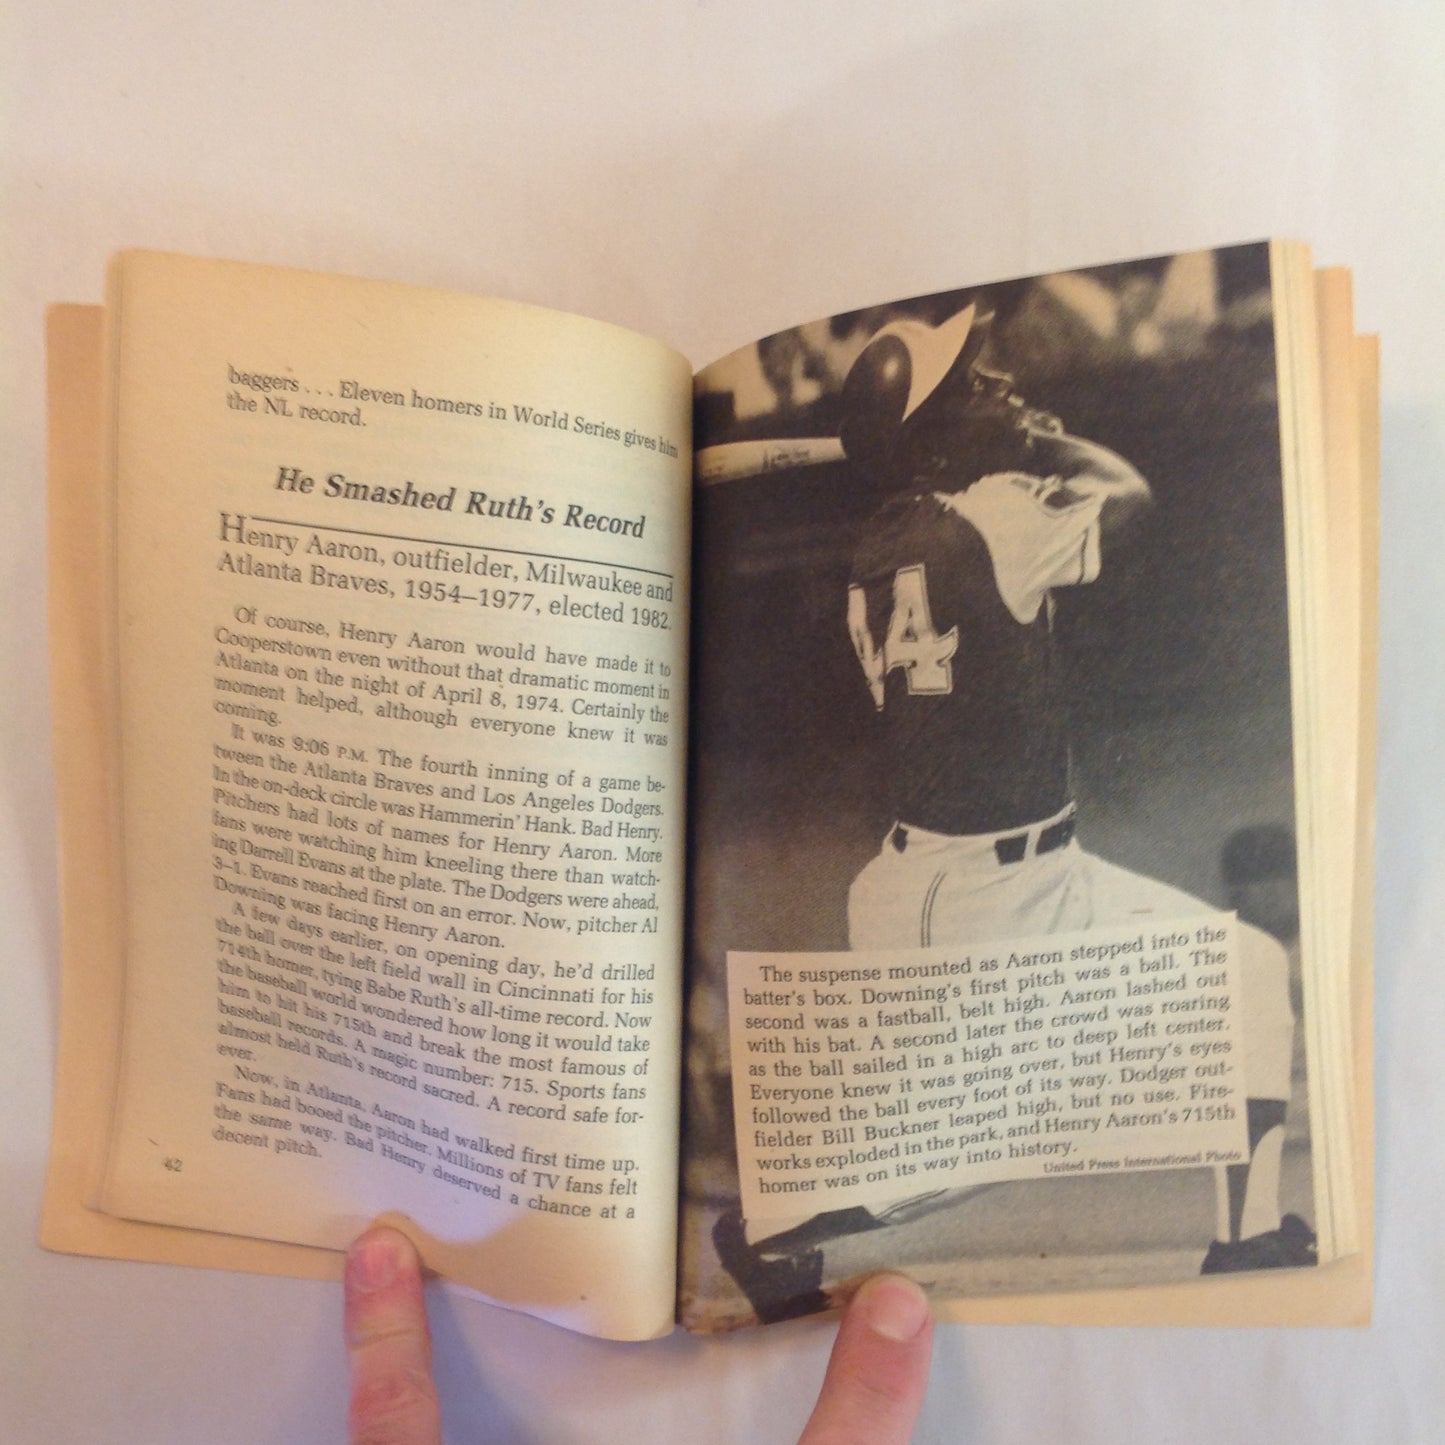 baggers . . . Eleven homers in World Series gives him
the NL record.
He Smashed Ruth's Record
Henry Aaron, outfielder, Milwaukee and
Atlanta Braves, 1954–1977, elected 1982.
Of course, Henry Aaron would have made it to
Cooperstown even without that dramatic moment in
Atlanta on the night of April 8, 1974. Certainly the
moment helped, although everyone knew it was
coming.
It was 9:06 P.M. The fourth inning of a game be-
tween the Atlanta Braves and Los Angeles Dodgers.
In the on-deck circle was Hammerin' Hank. Bad Henry.
Pitchers had lots of names for Henry Aaron. More
fans were watching him kneeling there than watch-
ing Darrell Evans at the plate. The Dodgers were ahead,
3–1. Evans reached first on an error. Now, pitcher Al
Downing was facing Henry Aaron.
A few days earlier, on opening day, he'd drilled
the ball over the left field wall in Cincinnati for his
714th homer, tying Babe Ruth's all-time record. Now
the baseball world wondered how long it would take
him to hit his 715th and break the most famous of
baseball records. A magic number: 715. Sports fans
almost held Ruth's record sacred. A record safe for-
ever.
Now, in Atlanta, Aaron had walked first time up.
Fans had booed the pitcher. Millions of TV fans felt
the same way. Bad Henry deserved a chance at a
decent pitch.
42
44
The suspense mounted as Aaron stepped into the
batter's box. Downing's first pitch was a ball. The
second was a fastball, belt high. Aaron lashed out
with his bat. A second later the crowd was roaring
as the ball sailed in a high arc to deep left center.
Everyone knew it was going over, but Henry's eyes
followed the ball every foot of its way. Dodger out-
fielder Bill Buckner leaped high, but no use. Fire-
works exploded in the park, and Henry Aaron's 715th
homer was on its way into history.
United Press International Photo